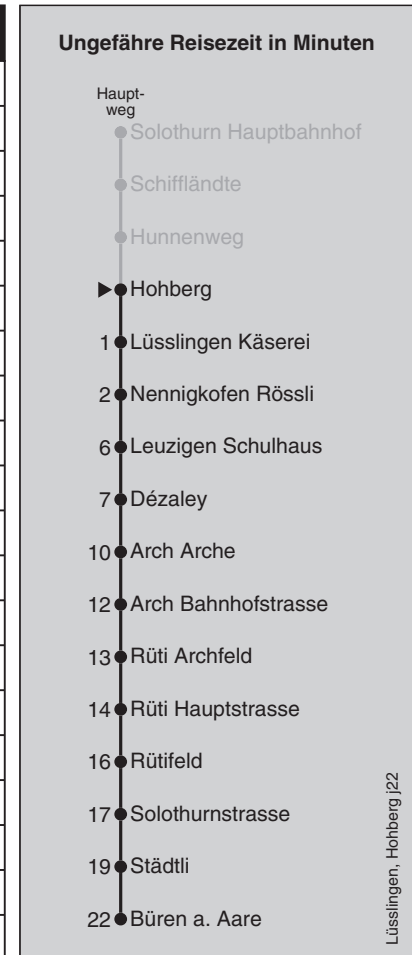 Ungefähre Reisezeit in Minuten
Haupt-
weg
Solothurn Hauptbahnhof
Schiffländte
Hunnenweg
Hohberg
1 Lüsslingen Käserei
2 Nennigkofen Rössli
6 Leuzigen Schulhaus
7 Dézaley
10 Arch Arche
12 Arch Bahnhofstrasse
13 Rüti Archfeld
14 Rüti Hauptstrasse
16 Rütifeld
17 Solothurnstrasse
19 Städtli
22 Büren a. Aare
Lüsslingen, Hohberg j22